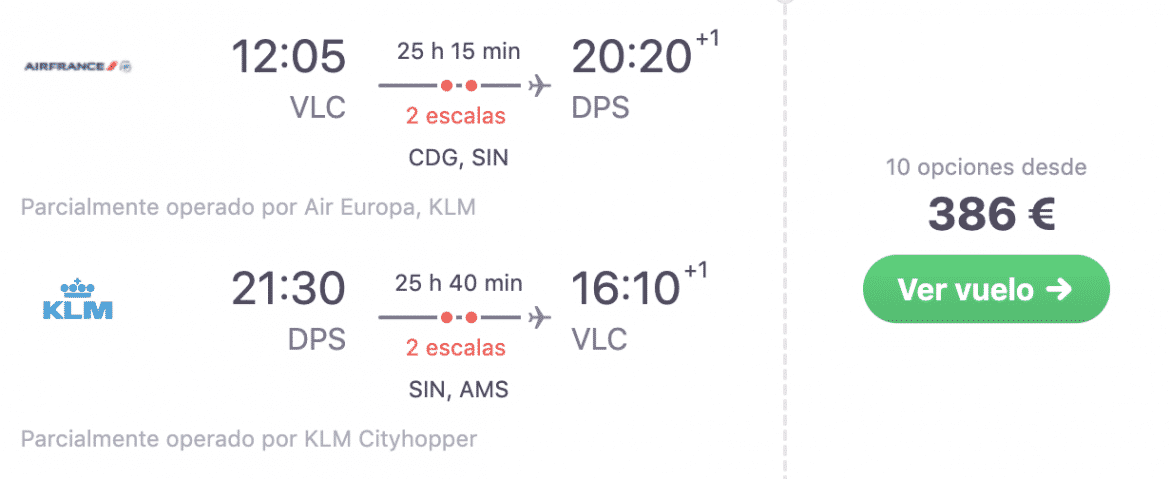 AIRFRANCE
12:05
25 h 15 min
20:20+1
VLC
2 escalas
DPS
CDG, SIN
Parcialmente operado por Air Europa, KLM
KLM
21:30
25 h 40 min
16:10+1
DPS
2 escalas
VLC
SIN, AMS
Parcialmente operado por KLM Cityhopper
10 opciones desde
386 €
Ver vuelo →